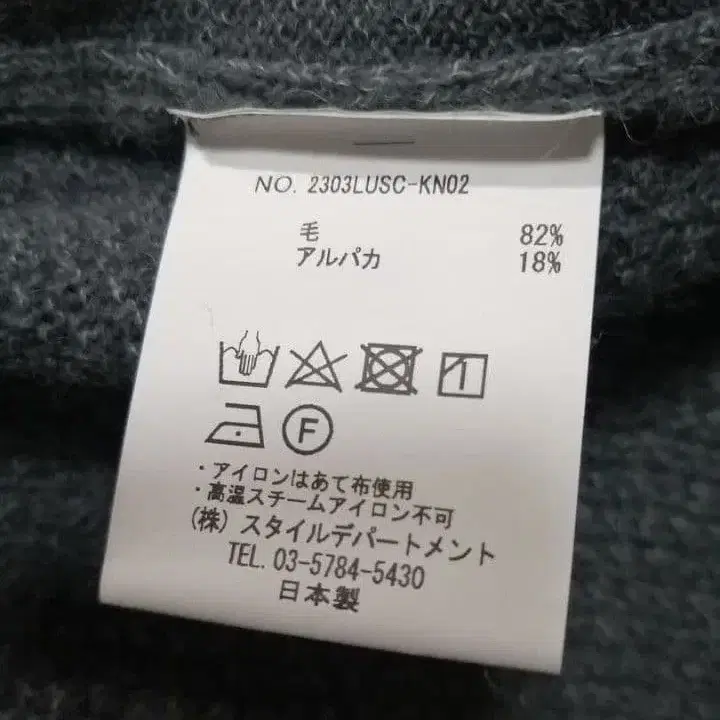 NO. 2303LUSC-KN02
毛 82%
アルパカ 18%
F
・アイロンはあて布使用
・高温スチームアイロン不可
(株) スタイルデパートメント
TEL. 03-5784-5430
日本製